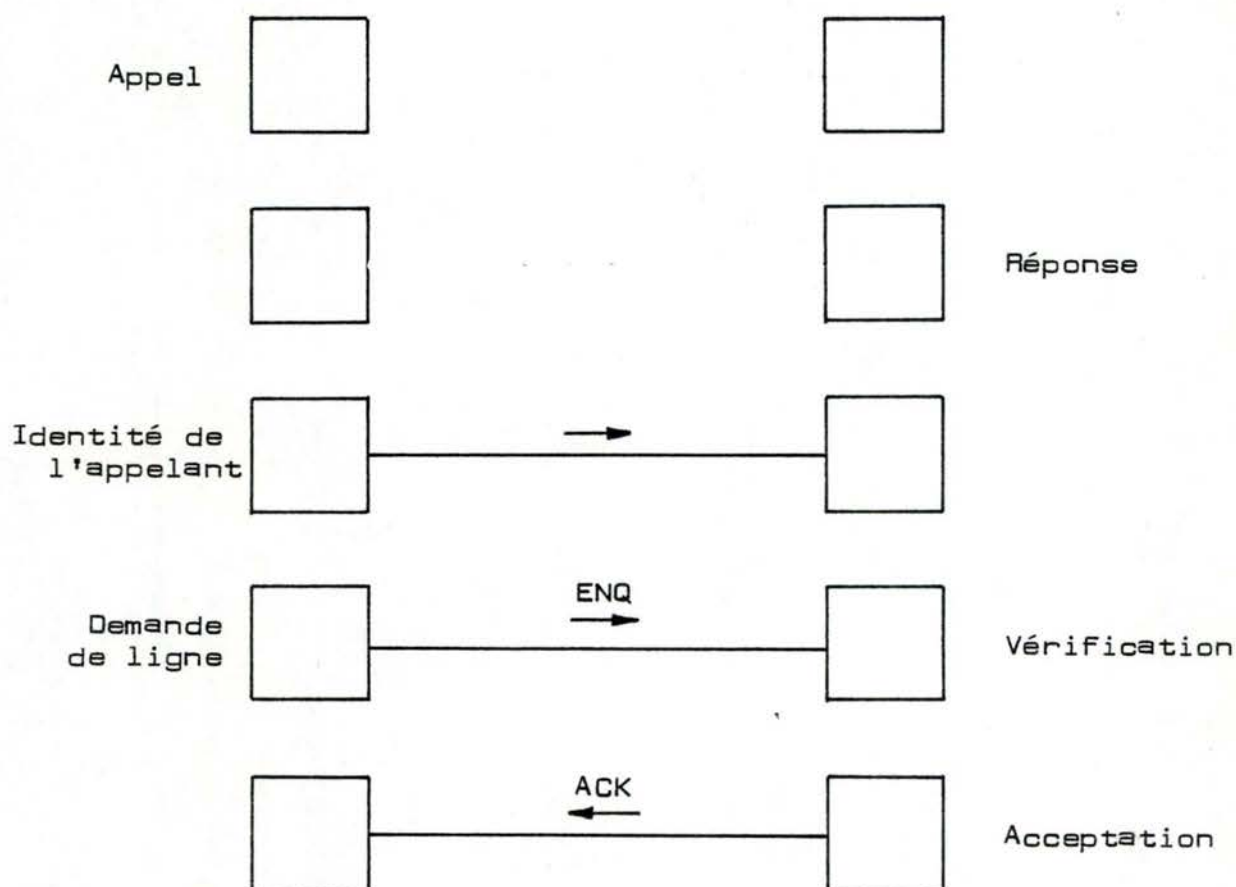 Appel
Réponse
Identité de
l'appelant
ENQ
Demande
de ligne
Vérification
ACK
Acceptation